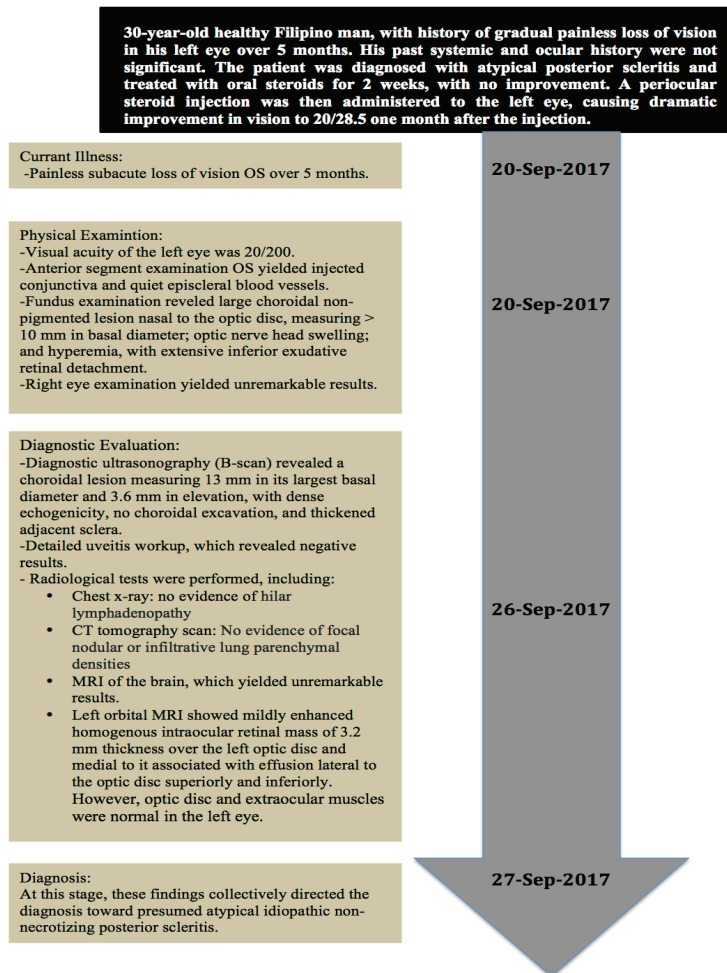 30-year-old healthy Filipino man, with history of gradual painless loss of vision
in his left eye over 5 months. His past systemic and ocular history were not
significant. The patient was diagnosed with atypical posterior scleritis and
treated with oral steroids for 2 weeks, with no improvement. A periocular
steroid injection was then administered to the left eye, causing dramatic
improvement in vision to 20/28.5 one month after the injection.
Currant Illness:
-Painless subacute loss of vision OS over 5 months.
20-Sep-2017
Physical Examintion:
-Visual acuity of the left eye was 20/200.
-Anterior segment examination OS yielded injected
conjunctiva and quiet episcleral blood vessels.
-Fundus examination reveled large choroidal non-
pigmented lesion nasal to the optic disc, measuring >
10 mm in basal diameter; optic nerve head swelling;
and hyperemia, with extensive inferior exudative
retinal detachment.
-Right eye examination yielded unremarkable results.
20-Sep-2017
Diagnostic Evaluation:
-Diagnostic ultrasonography (B-scan) revealed a
choroidal lesion measuring 13 mm in its largest basal
diameter and 3.6 mm in elevation, with dense
echogenicity, no choroidal excavation, and thickened
adjacent sclera.
-Detailed uveitis workup, which revealed negative
results.
- Radiological tests were performed, including:
• Chest x-ray: no evidence of hilar
lymphadenopathy
• CT tomography scan: No evidence of focal
nodular or infiltrative lung parenchymal
densities
• MRI of the brain, which yielded unremarkable
results.
• Left orbital MRI showed mildly enhanced
homogenous intraocular retinal mass of 3.2
mm thickness over the left optic disc and
medial to it associated with effusion lateral to
the optic disc superiorly and inferiorly.
However, optic disc and extraocular muscles
were normal in the left eye.
26-Sep-2017
Diagnosis:
At this stage, these findings collectively directed the
diagnosis toward presumed atypical idiopathic non-
necrotizing posterior scleritis.
27-Sep-2017